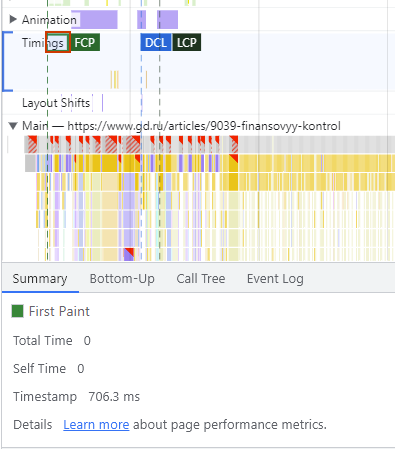 Animation
Timings FCP DCL LCP
Layout Shifts
Main — https://www.gd.ru/articles/9039-finansovyy-kontrol
Summary Bottom-Up Call Tree Event Log
First Paint
Total Time 0
Self Time 0
Timestamp 706.3 ms
Details Learn more about page performance metrics.